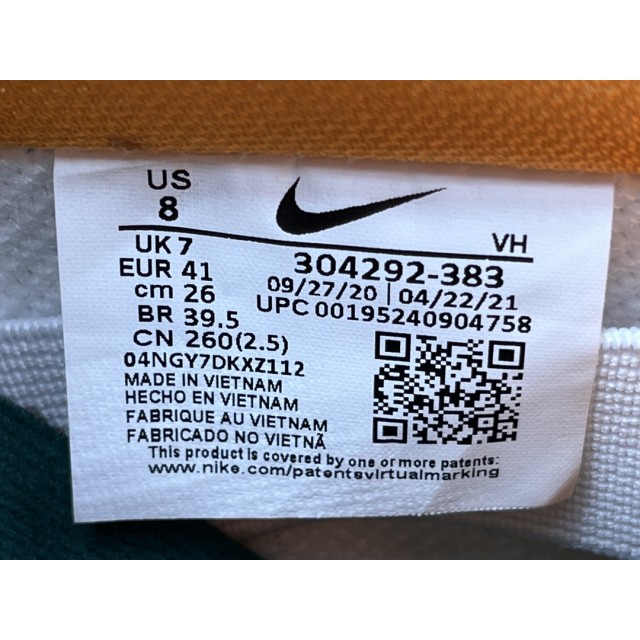 US
8
VH
UK 7
304292-383
EUR 41
09/27/20 | 04/22/21
cm 26
UPC 00195240904758
BR 39.5
CN 260(2.5)
04NGY7DKXZ112
MADE IN VIETNAM
HECHO EN VIETNAM
FABRIQUE AU VIETNAM
FABRICADO NO VIETNÃ
This product is covered by one or more patents:
www.nike.com/patentsvirtualmarking